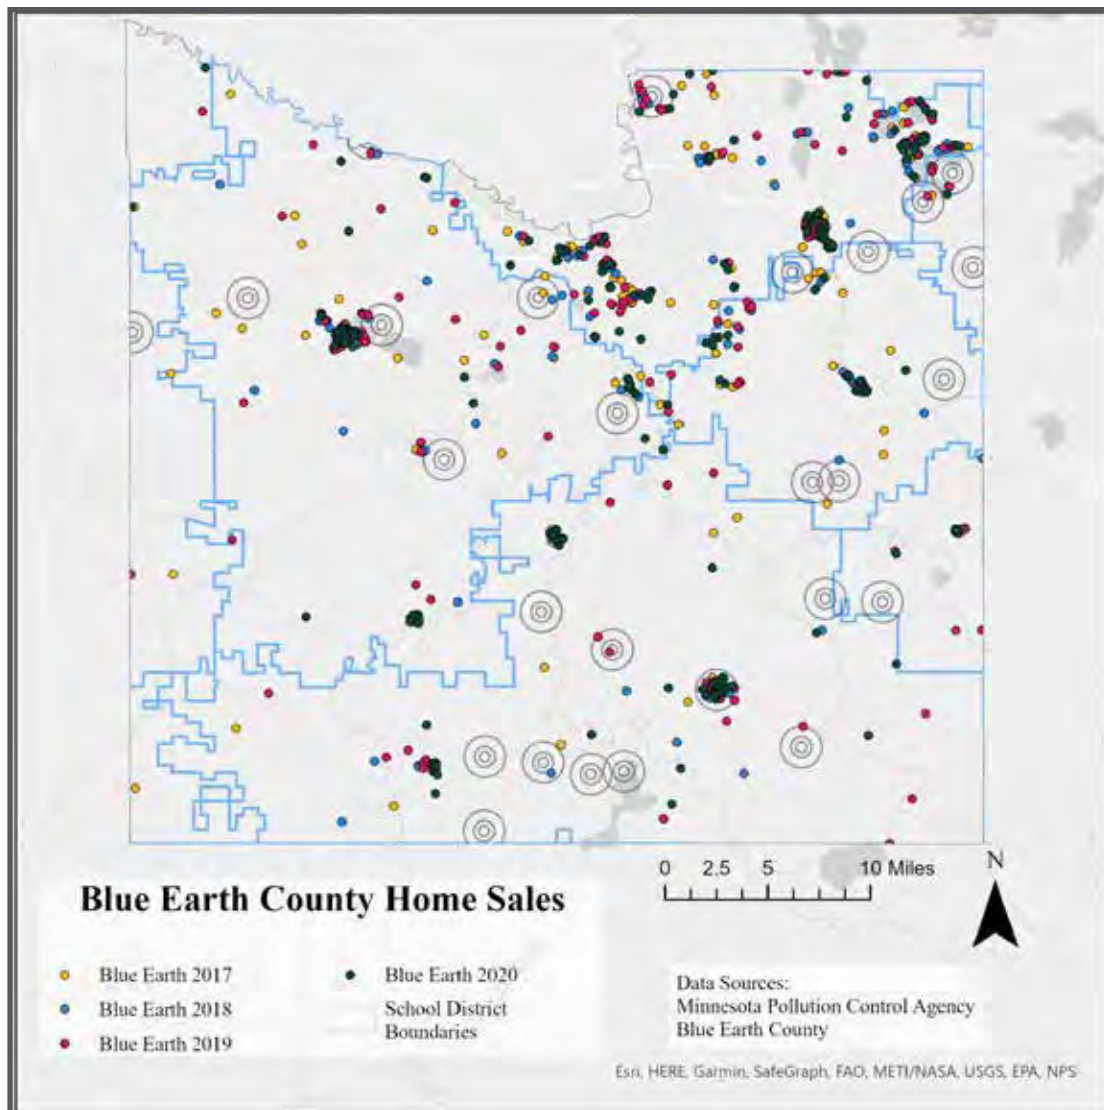 0 2.5 5 10 Miles
N
Blue Earth County Home Sales
Blue Earth 2017
Blue Earth 2018
Blue Earth 2019
Blue Earth 2020
School District
Boundaries
Data Sources:
Minnesota Pollution Control Agency
Blue Earth County
Esri, HERE, Garmin, SafeGraph, FAO, METI/NASA, USGS, EPA, NPS